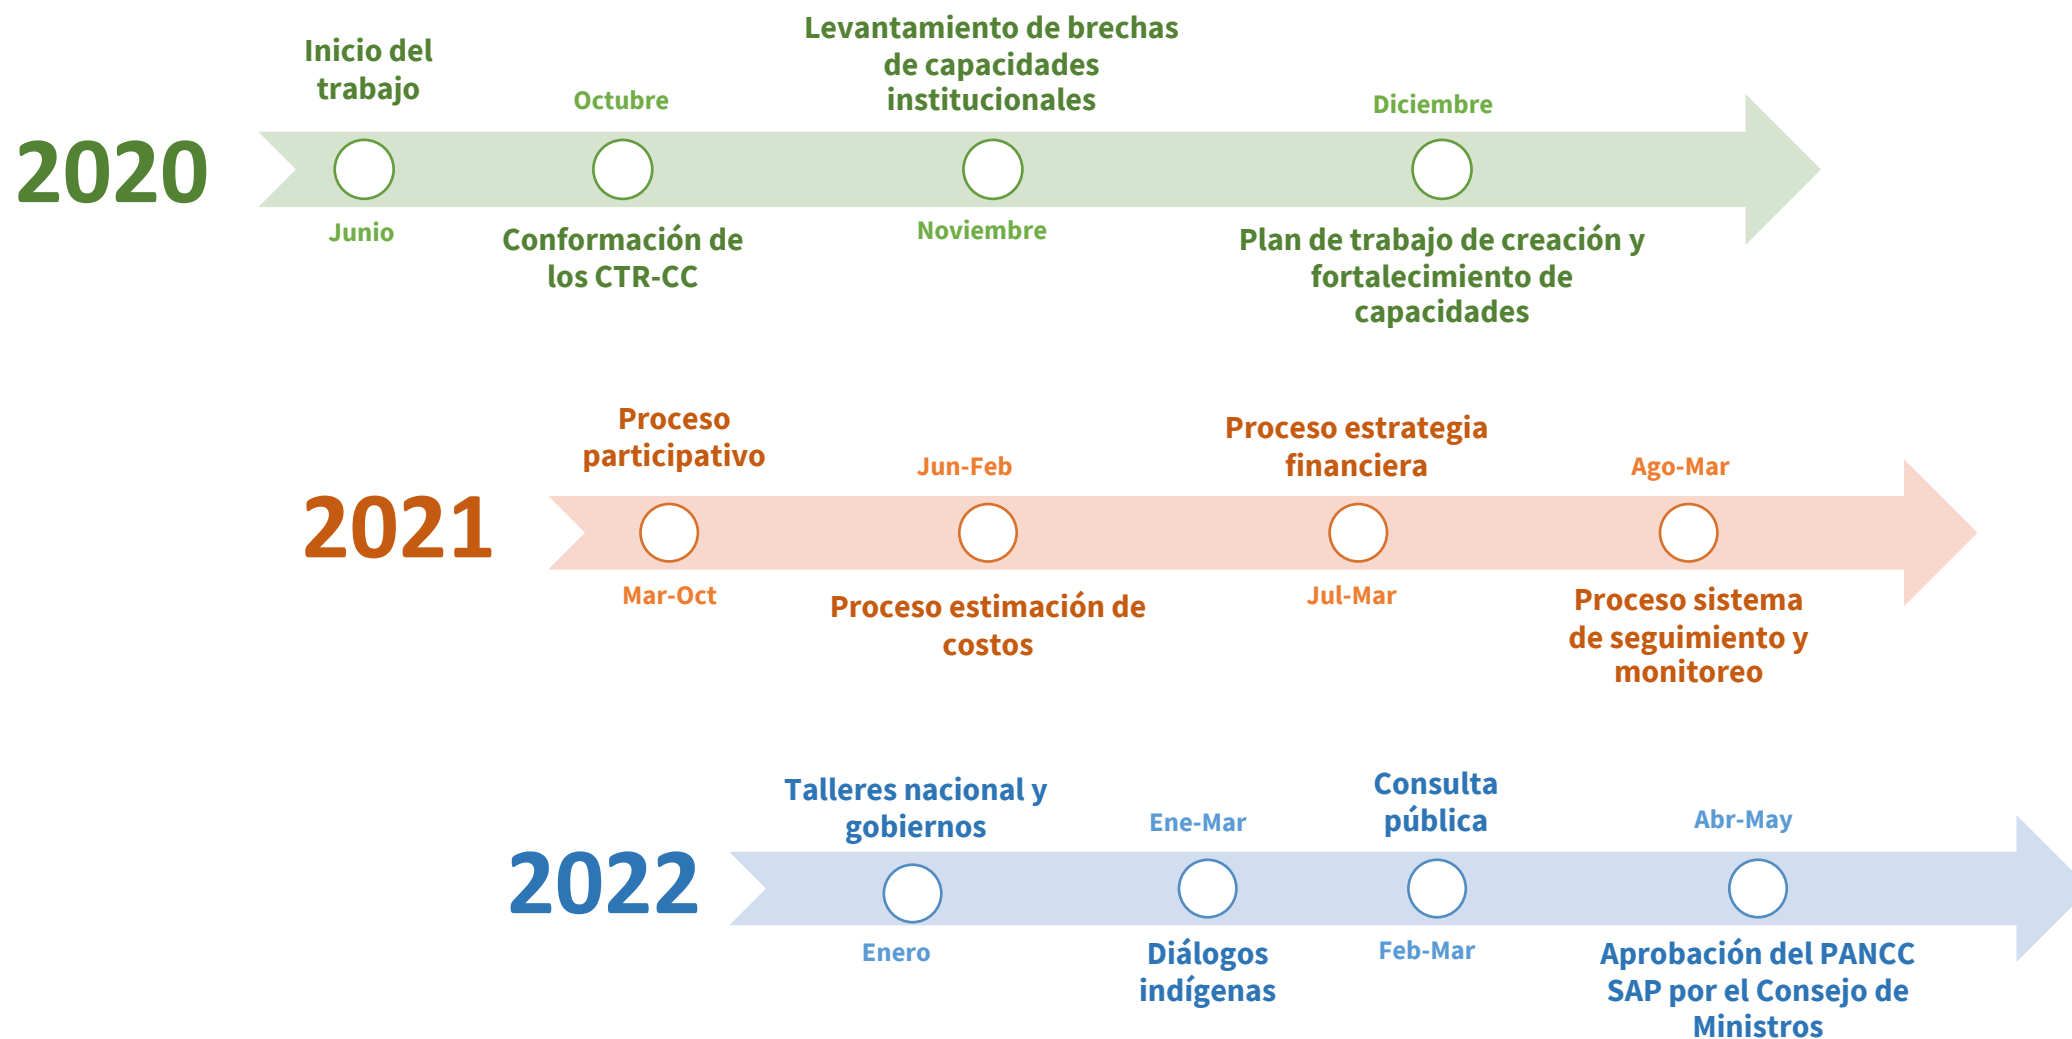 2020
Inicio del
trabajo
Junio
Octubre
Conformación de
los CTR-CC
Levantamiento de brechas
de capacidades
institucionales
Noviembre
Diciembre
Plan de trabajo de creación y
fortalecimiento de
capacidades
2021
Proceso
participativo
Mar-Oct
Jun-Feb
Proceso estimación de
costos
Proceso estrategia
financiera
Jul-Mar
Ago-Mar
Proceso sistema
de seguimiento y
monitoreo
2022
Talleres nacional y
gobiernos
Enero
Ene-Mar
Diálogos
indígenas
Consulta
pública
Feb-Mar
Abr-May
Aprobación del PANCC
SAP por el Consejo de
Ministros